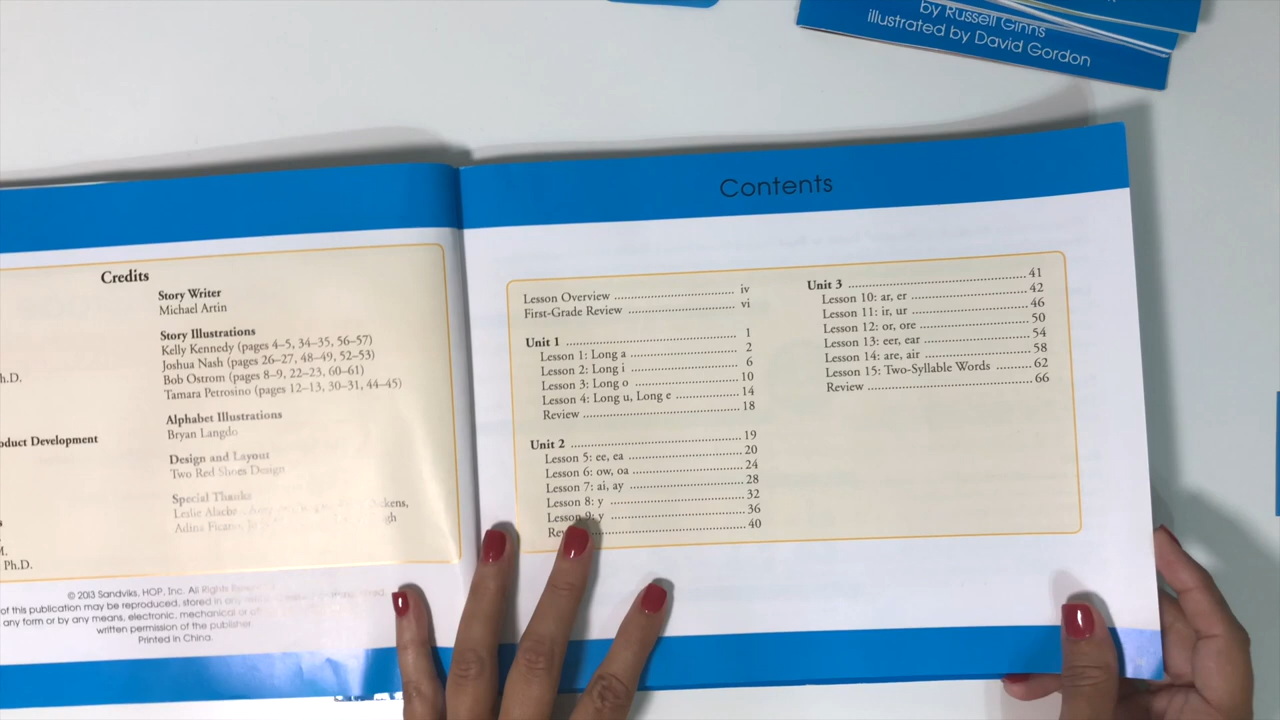 by Russell Ginns
illustrated by David Gordon
Credits
h.D.
oduct Development
M.
Ph.D.
Story Writer
Michael Artin
Story Illustrations
Kelly Kennedy (pages 4–5, 34–35, 56–57)
Joshua Nash (pages 26–27, 48–49, 52–53)
Bob Ostrom (pages 8–9, 22–23, 60–61)
Tamara Petrosino (pages 12–13, 30–31, 44–45)
Alphabet Illustrations
Bryan Langdo
Design and Layout
Two Red Shoes Design
Special Thanks
Leslie
Adina
© 2013 Sandviks, HOP, Inc. All Rights
of this publication may be reproduced, stored in
any form or by any means, electronic, mechanical or
written permission of the publisher.
Printed in China.
Contents
Lesson Overview .......... iv
First-Grade Review .......... vi
Unit 1 .......... 1
Lesson 1: Long a .......... 2
Lesson 2: Long i .......... 6
Lesson 3: Long o .......... 10
Lesson 4: Long u, Long e .......... 14
Review .......... 18
Unit 2 .......... 19
Lesson 5: ee, ea .......... 20
Lesson 6: ow, oa .......... 24
Lesson 7: ai, ay .......... 28
Lesson 8: y .......... 32
Lesson 9: y .......... 36
Rev .......... 40
Unit 3 .......... 41
Lesson 10: ar, er .......... 42
Lesson 11: ir, ur .......... 46
Lesson 12: or, ore .......... 50
Lesson 13: eer, ear .......... 54
Lesson 14: are, air .......... 58
Lesson 15: Two-Syllable Words .......... 62
Review .......... 66